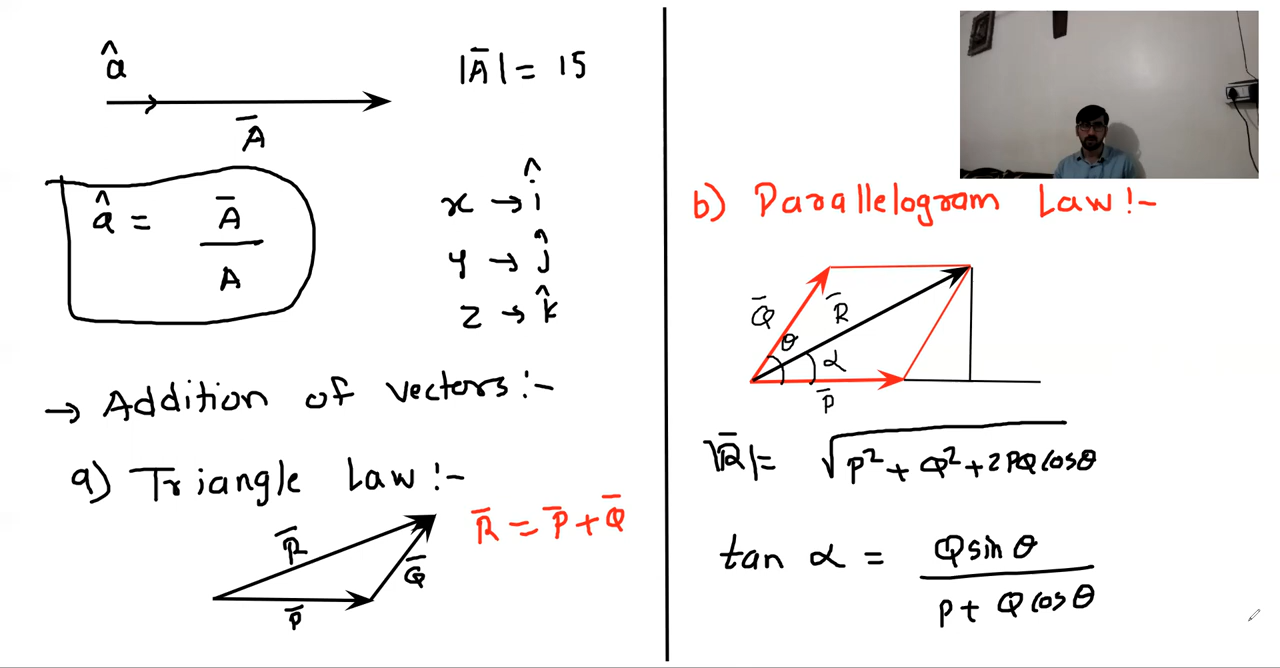 â
|A̅| = 15
A̅
â = A̅ / A
x → î
y → ĵ
z → k̂
→ Addition of vectors :-
a) Triangle Law :-
R̅ = P̅ + Q̅
R̅
Q̅
P̅
b) Parallelogram Law :-
Q̅
R̅
θ
α
P̅
|R̅| = √P² + Q² + 2PQ cosθ
tan α = Q sin θ / P + Q cos θ